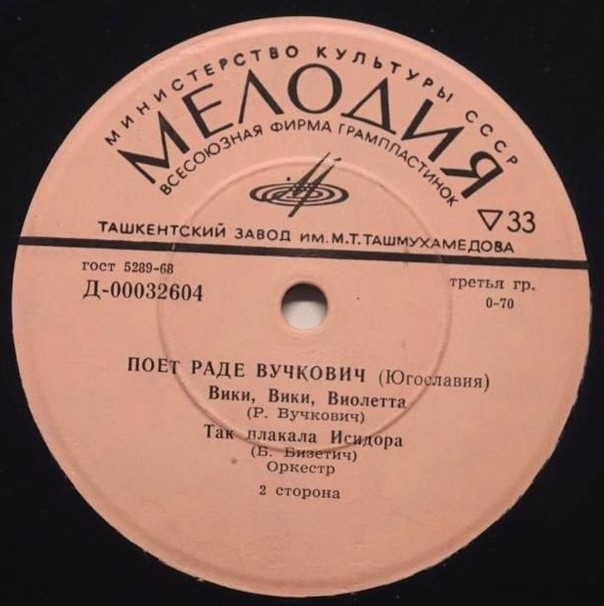 МИНИСТЕРСТВО КУЛЬТУРЫ СССР
МЕЛОДИЯ
ВСЕСОЮЗНАЯ ФИРМА ГРАМПЛАСТИНОК
▽33
ТАШКЕНТСКИЙ ЗАВОД ИМ. М.Т. ТАШМУХАМЕДОВА
гост 5289-68
Д-00032604
третья гр.
0-70
ПОЕТ РАДЕ ВУЧКОВИЧ (Югославия)
Вики, Вики, Виолетта
(Р. Вучкович)
Так плакала Исидора
(Б. Бизетич)
Оркестр
2 сторона